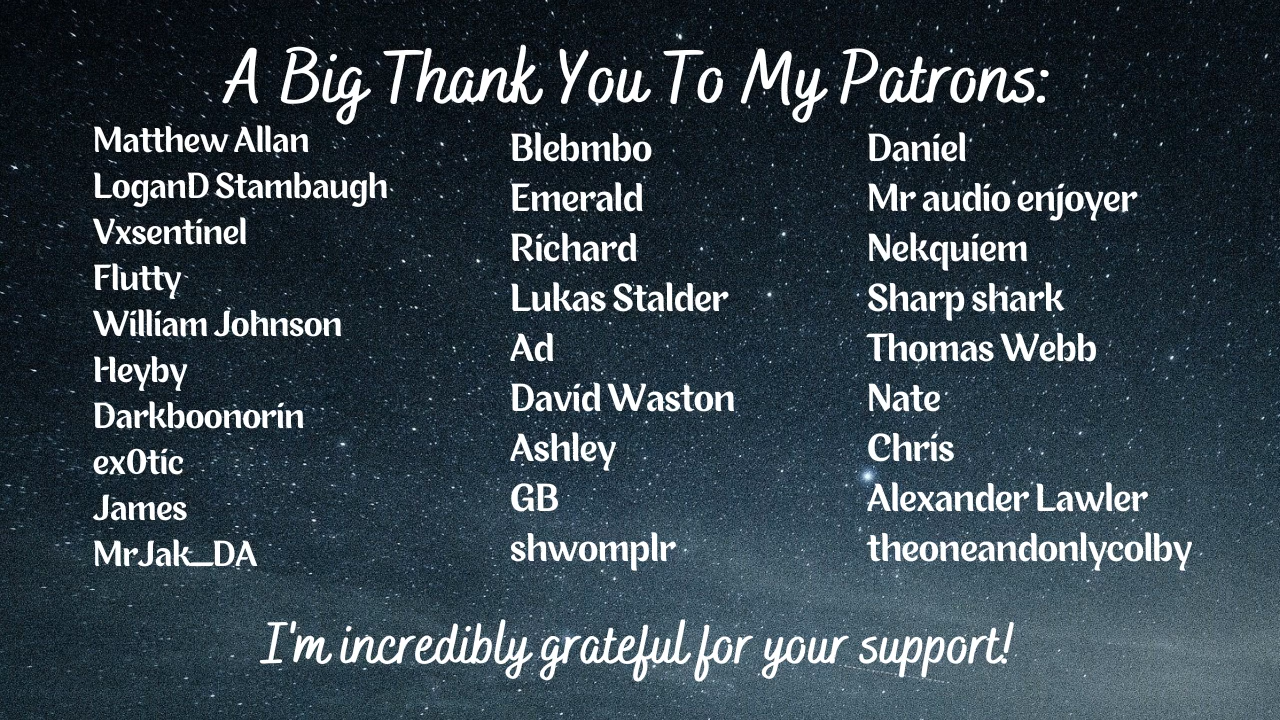 A Big Thank You To My Patrons:
Matthew Allan
LoganD Stambaugh
Vxsentinel
Flutty
William Johnson
Heyby
Darkboonorin
ex0tic
James
MrJak_DA
Blebmbo
Emerald
Richard
Lukas Stalder
Ad
David Waston
Ashley
GB
shwomplr
Daniel
Mr audio enjoyer
Nekquiem
Sharp shark
Thomas Webb
Nate
Chris
Alexander Lawler
theoneandonlycolby
I'm incredibly grateful for your support!